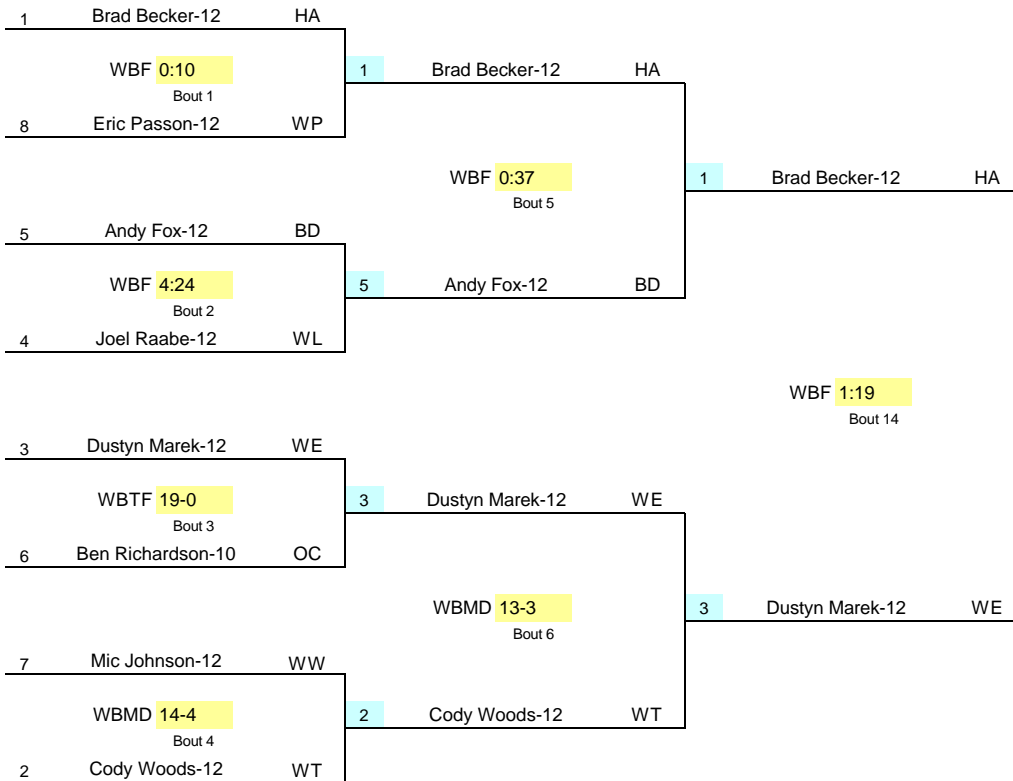 1 Brad Becker-12 HA
WBF 0:10 1 Brad Becker-12 HA
Bout 1
8 Eric Passon-12 WP
WBF 0:37 1 Brad Becker-12 HA
Bout 5
5 Andy Fox-12 BD
WBF 4:24 5 Andy Fox-12 BD
Bout 2
4 Joel Raabe-12 WL
WBF 1:19
Bout 14
3 Dustyn Marek-12 WE
WBTF 19-0 3 Dustyn Marek-12 WE
Bout 3
6 Ben Richardson-10 OC
WBMD 13-3 3 Dustyn Marek-12 WE
Bout 6
7 Mic Johnson-12 WW
WBMD 14-4 2 Cody Woods-12 WT
Bout 4
2 Cody Woods-12 WT